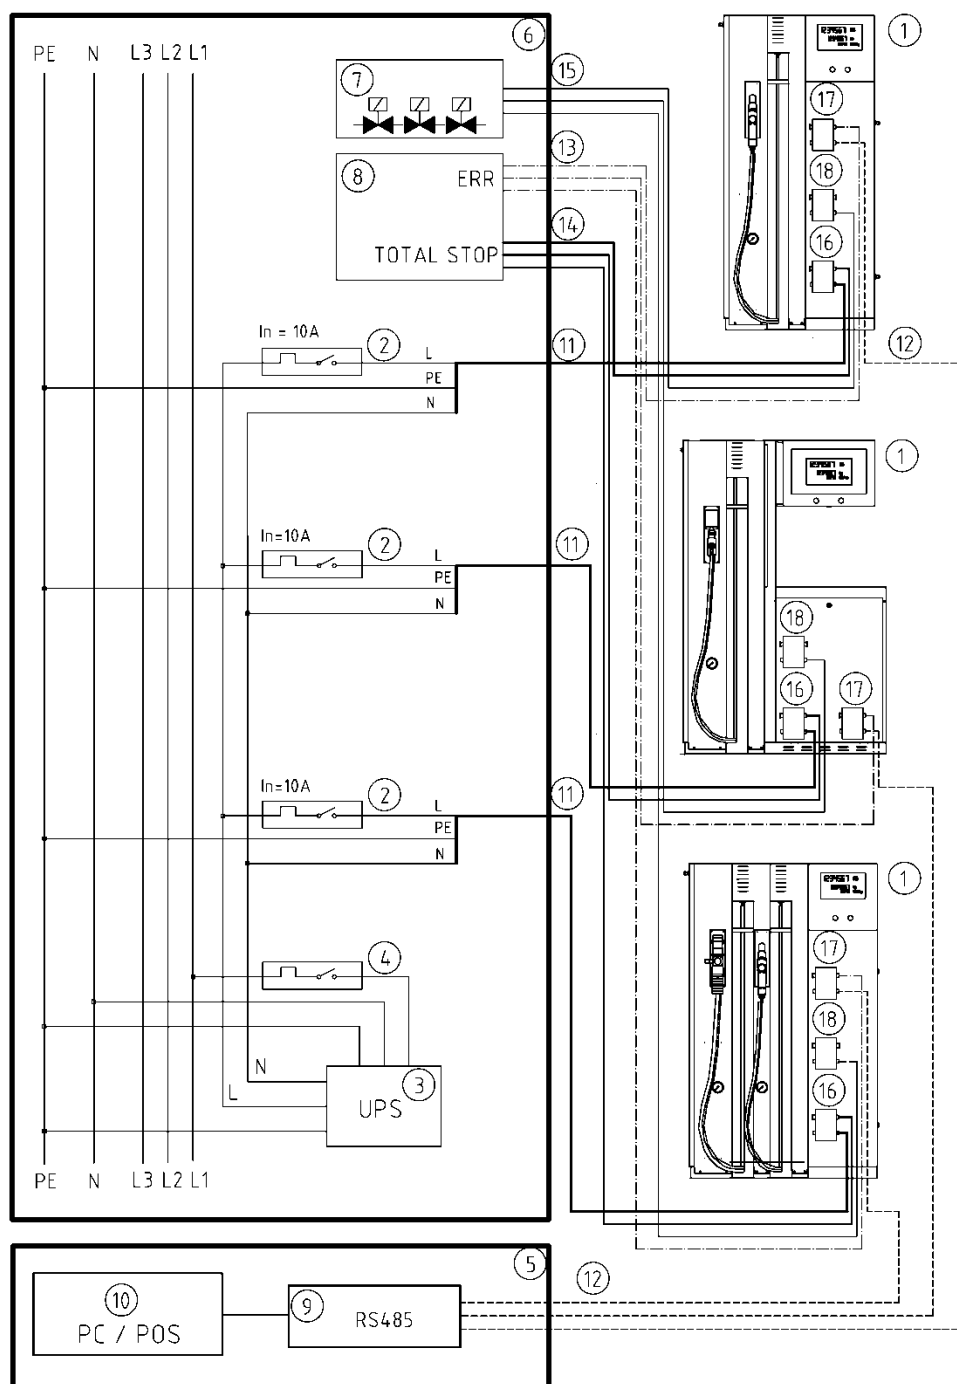 6
PE N L3 L2 L1
7
15
1
17
13
8
ERR
18
14
TOTAL STOP
16
In = 10A
2
L
11
12
PE
N
1
In=10A
2
L
11
PE
N
18
16
17
In=10A
2
L
11
PE
N
1
17
4
18
N
3
16
L
UPS
PE N L3 L2 L1
5
12
10
PC / POS
9
RS485